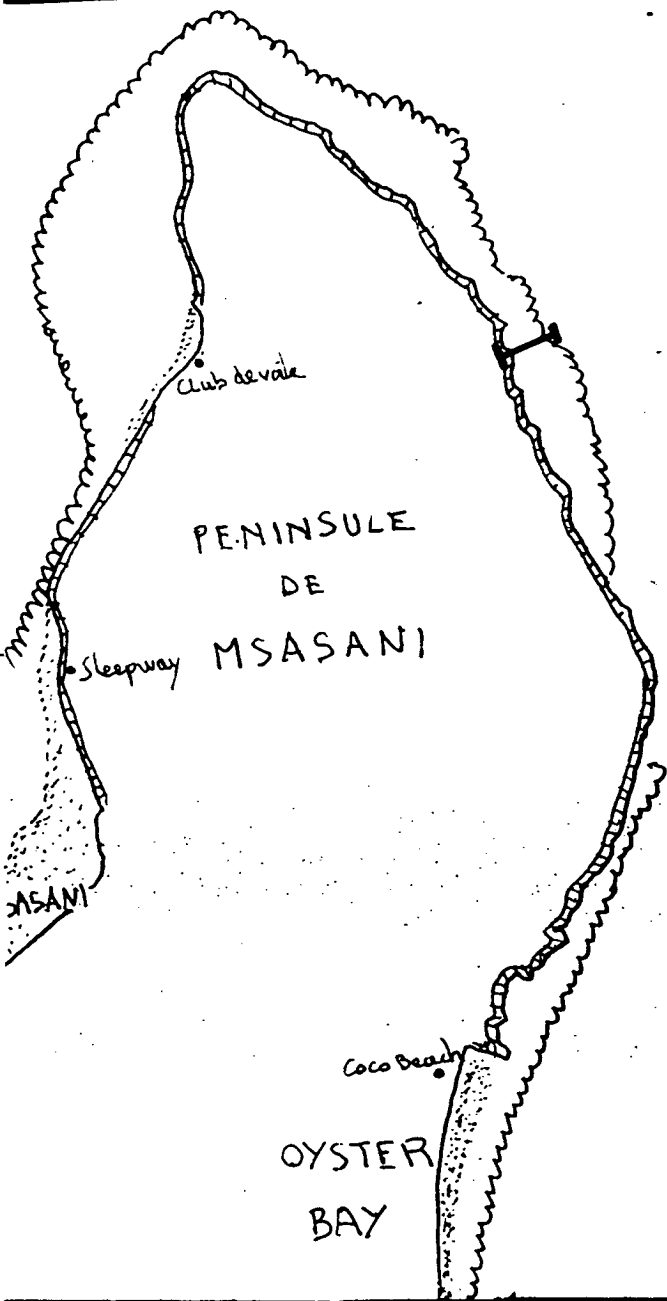 Club de voile
PENINSULE
DE
MSASANI
Sleepway
ASANI
Coco Beach
OYSTER
BAY